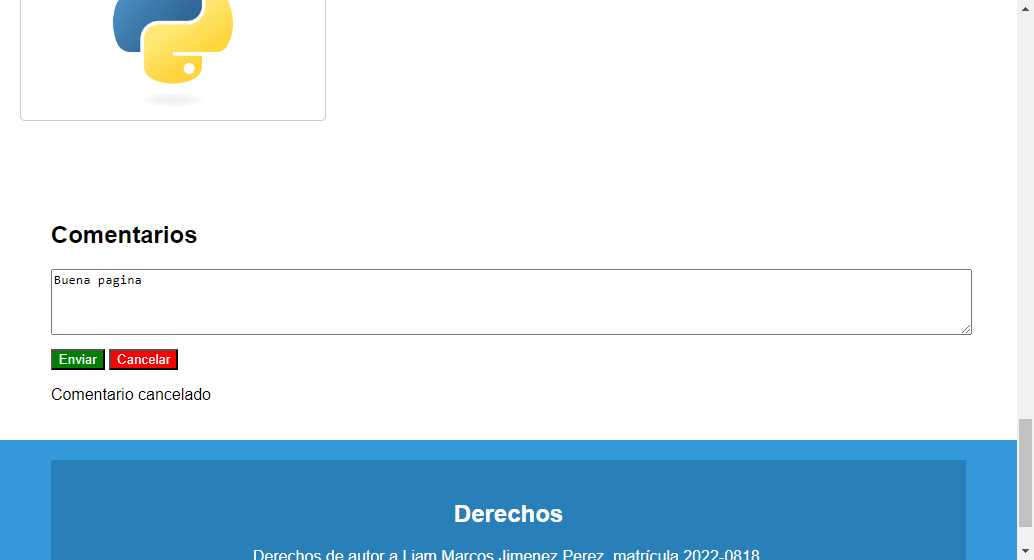 Comentarios
Buena pagina
Enviar Cancelar
Comentario cancelado
Derechos
Derechos de autor a Liam Marcos Jimenez Perez, matrícula 2022-0818